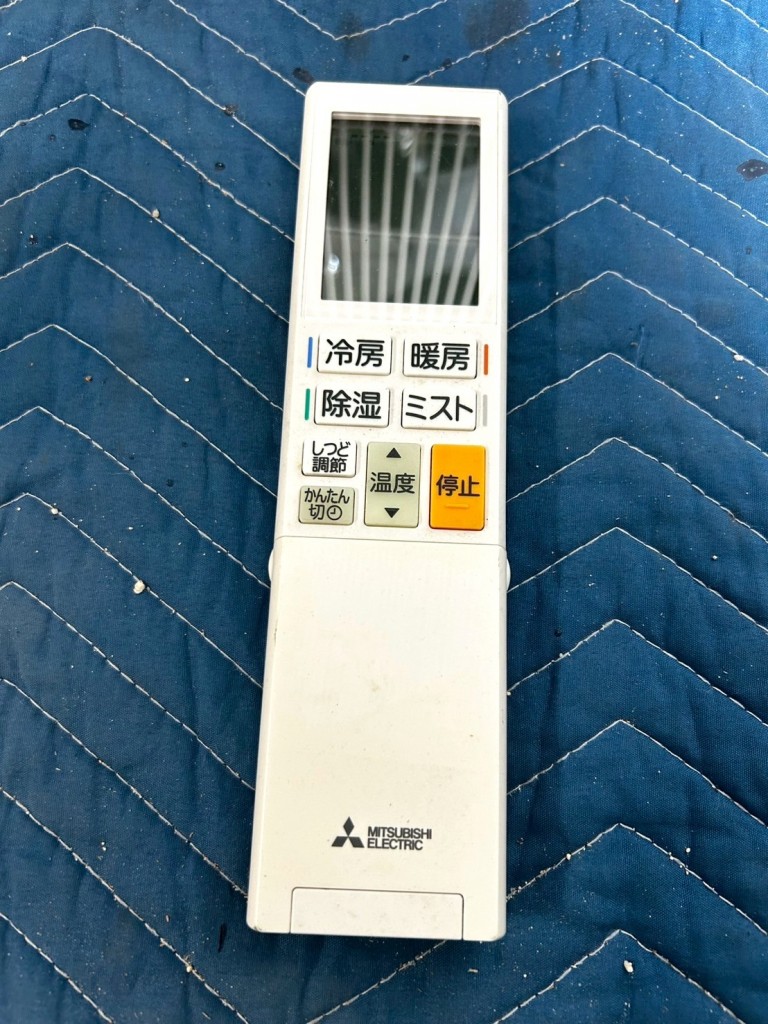 冷房 暖房
除湿 ミスト
しつど
調節
▲
温度
▼
停止
かんたん
切
MITSUBISHI
ELECTRIC